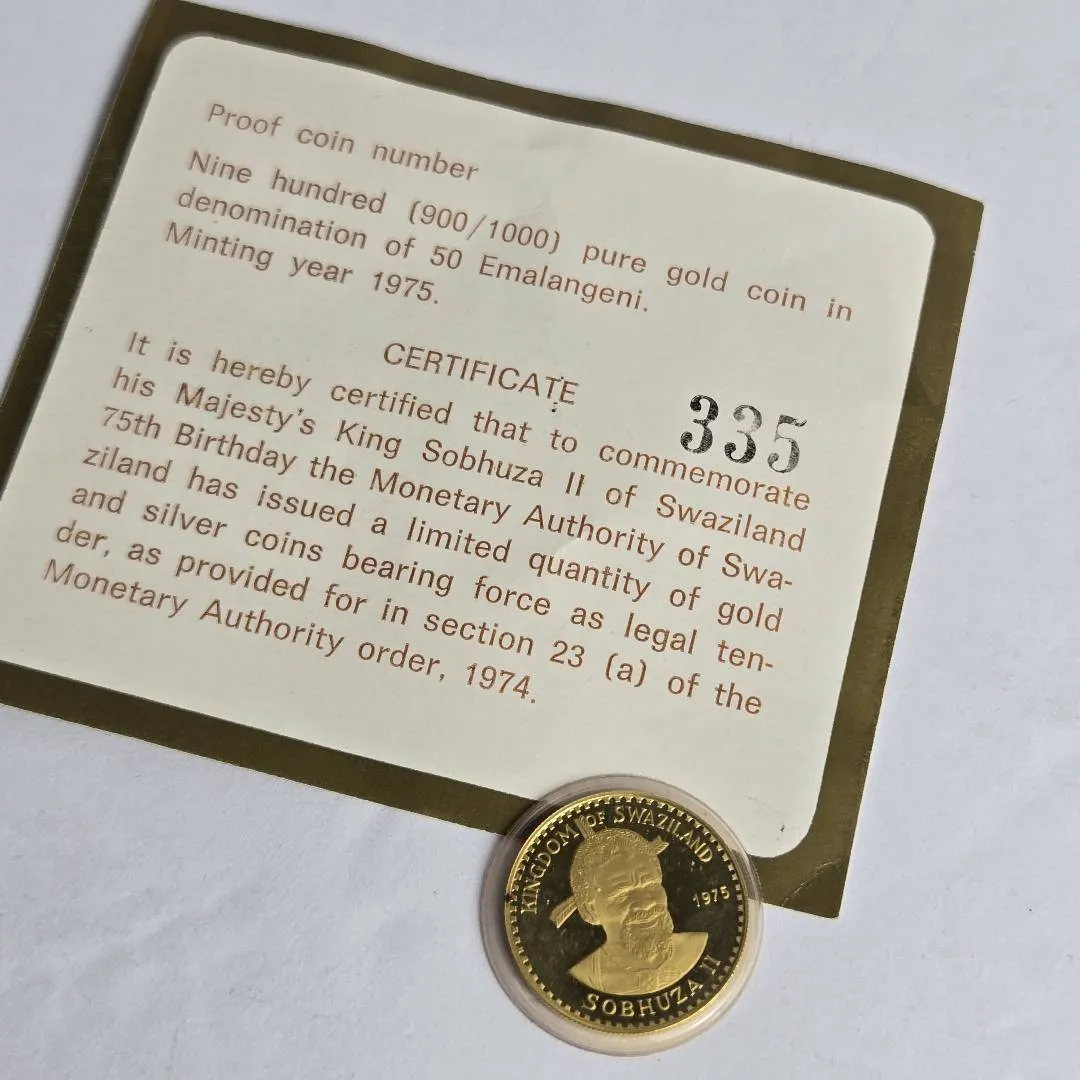 Proof coin number
Nine hundred (900/1000) pure gold coin in
denomination of 50 Emalangeni.
Minting year 1975.
CERTIFICATE
335
It is hereby certified that to commemorate
his Majesty's King Sobhuza II of Swaziland
75th Birthday the Monetary Authority of Swa-
ziland has issued a limited quantity of gold
and silver coins bearing force as legal ten-
der, as provided for in section 23 (a) of the
Monetary Authority order, 1974.
KINGDOM OF SWAZILAND
1975
SOBHUZA II